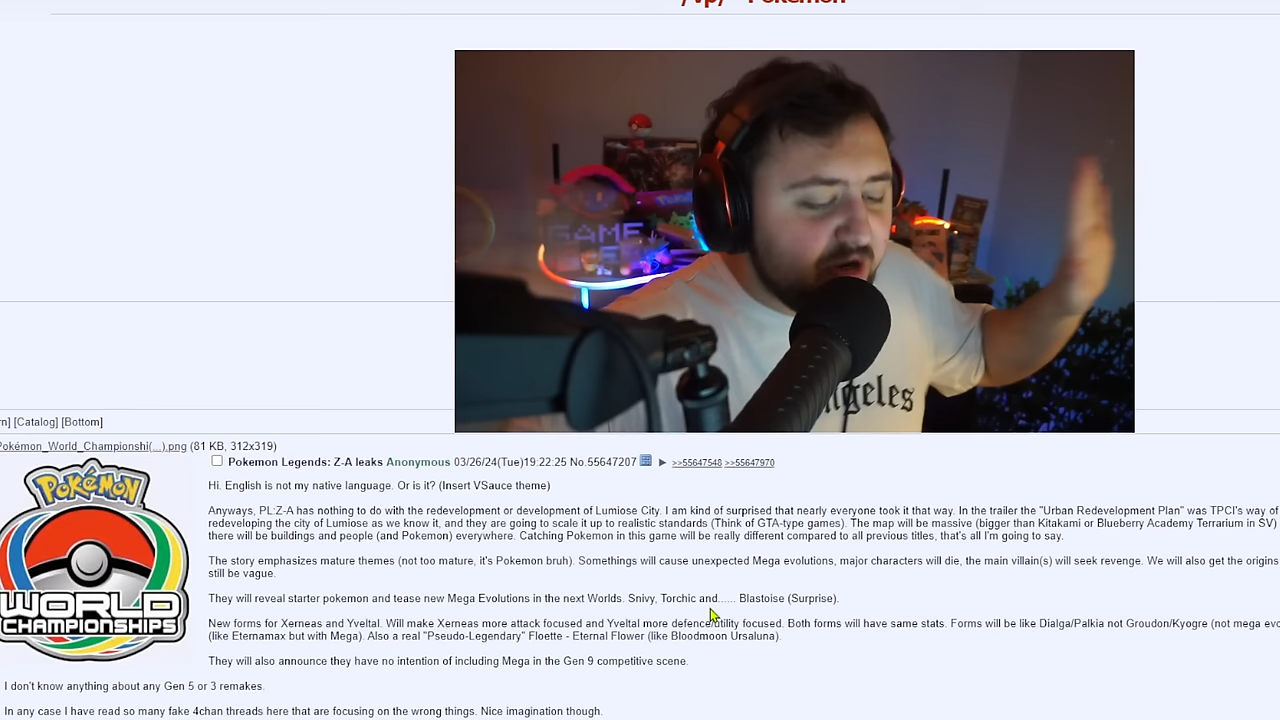 /vp/ - Pokémon
GAME
ngeles
[Catalog] [Bottom]
Pokémon_World_Championshi(...).png (81 KB, 312x319)
Pokemon Legends: Z-A leaks Anonymous 03/26/24(Tue)19:22:25 No.55647207 ▶ >>55647548 >>55647970
Hi. English is not my native language. Or is it? (Insert VSauce theme)
Anyways, PL:Z-A has nothing to do with the redevelopment or development of Lumiose City. I am kind of surprised that nearly everyone took it that way. In the trailer the "Urban Redevelopment Plan" was TPCI's way of
redeveloping the city of Lumiose as we know it, and they are going to scale it up to realistic standards (Think of GTA-type games). The map will be massive (bigger than Kitakami or Blueberry Academy Terrarium in SV)
there will be buildings and people (and Pokemon) everywhere. Catching Pokemon in this game will be really different compared to all previous titles, that's all I'm going to say.
The story emphasizes mature themes (not too mature, it's Pokemon bruh). Somethings will cause unexpected Mega evolutions, major characters will die, the main villain(s) will seek revenge. We will also get the origins
still be vague.
They will reveal starter pokemon and tease new Mega Evolutions in the next Worlds. Snivy, Torchic and...... Blastoise (Surprise).
New forms for Xerneas and Yveltal. Will make Xerneas more attack focused and Yveltal more defence/utility focused. Both forms will have same stats. Forms will be like Dialga/Palkia not Groudon/Kyogre (not mega evo
(like Eternamax but with Mega). Also a real "Pseudo-Legendary" Floette - Eternal Flower (like Bloodmoon Ursaluna).
They will also announce they have no intention of including Mega in the Gen 9 competitive scene.
I don't know anything about any Gen 5 or 3 remakes.
In any case I have read so many fake 4chan threads here that are focusing on the wrong things. Nice imagination though.
POKéMON
WORLD
CHAMPIONSHIPS